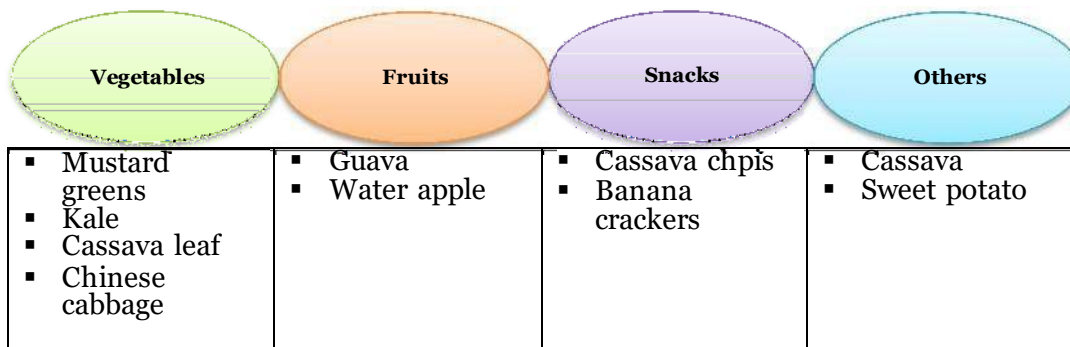 Vegetables
Fruits
Snacks
Others
▪ Mustard
greens
▪ Kale
▪ Cassava leaf
▪ Chinese
cabbage
▪ Guava
▪ Water apple
▪ Cassava chpis
▪ Banana
crackers
▪ Cassava
▪ Sweet potato